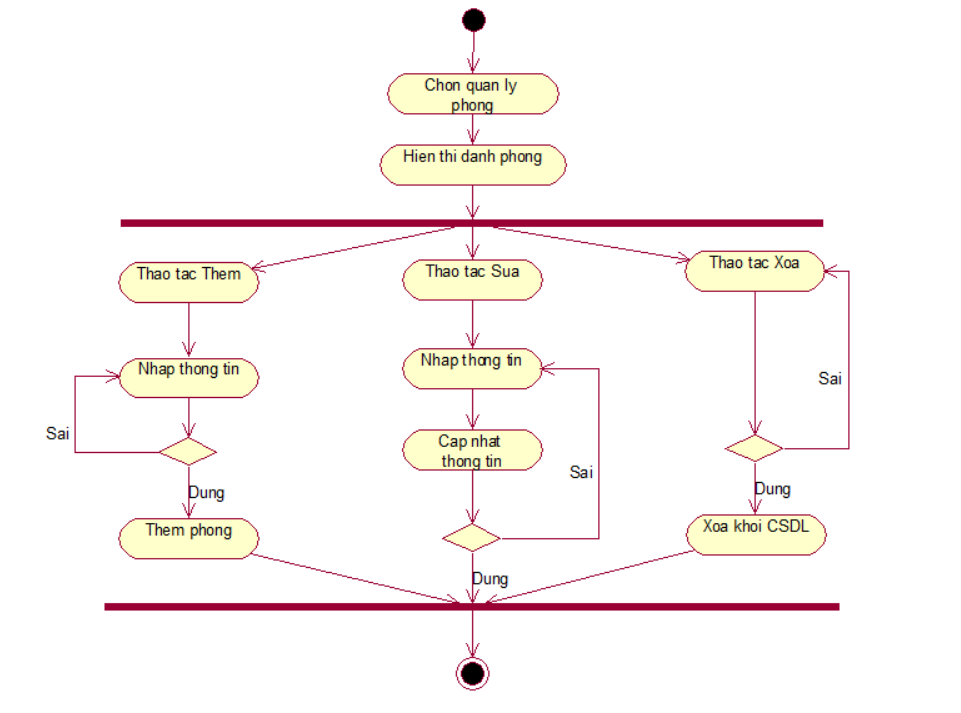 Chon quan ly
phong
Hien thi danh phong
Thao tac Them
Thao tac Sua
Thao tac Xoa
Nhap thong tin
Nhap thong tin
Sai
Sai
Cap nhat
thong tin
Sai
Dung
Dung
Them phong
Xoa khoi CSDL
Dung